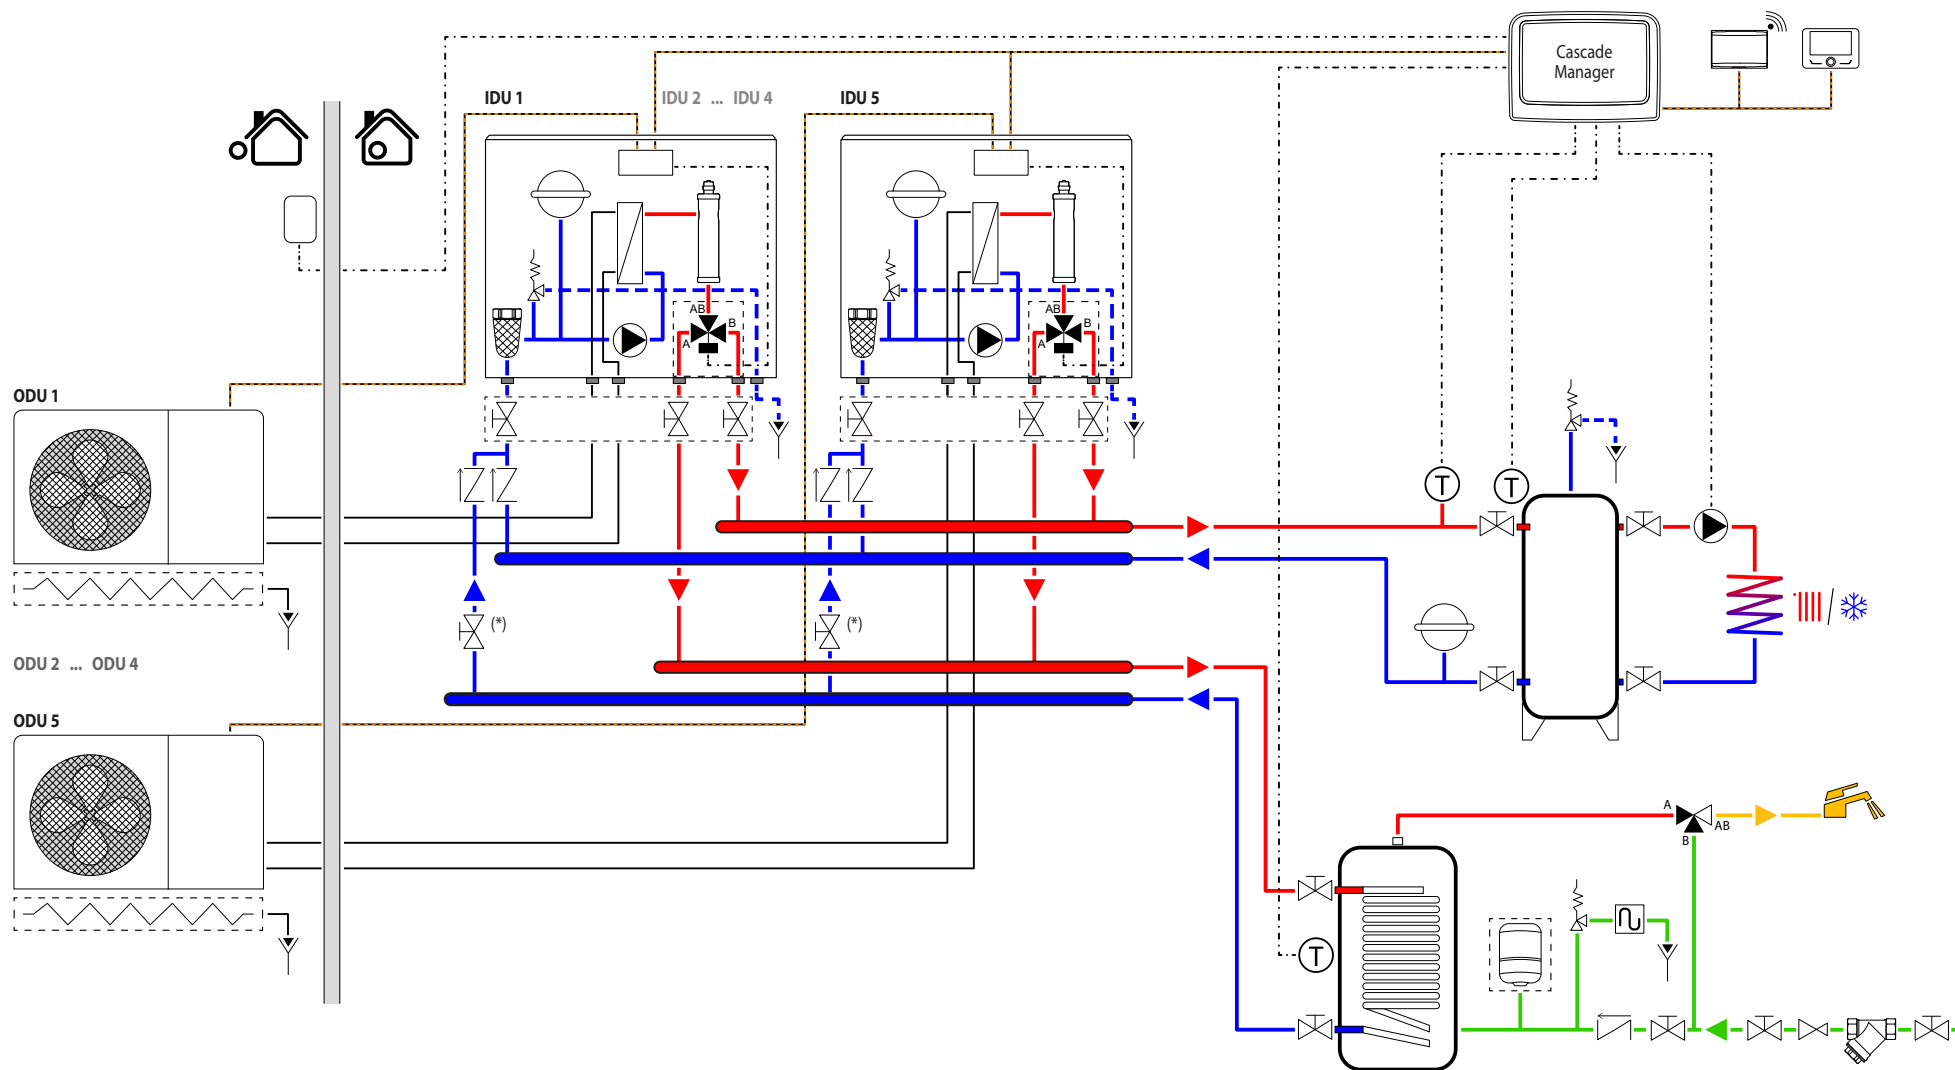 Cascade
Manager
IDU 1
IDU 2 ... IDU 4
IDU 5
AB
B
A
AB
B
A
ODU 1
T
T
(*)
(*)
ODU 2 ... ODU 4
ODU 5
A
AB
B
T